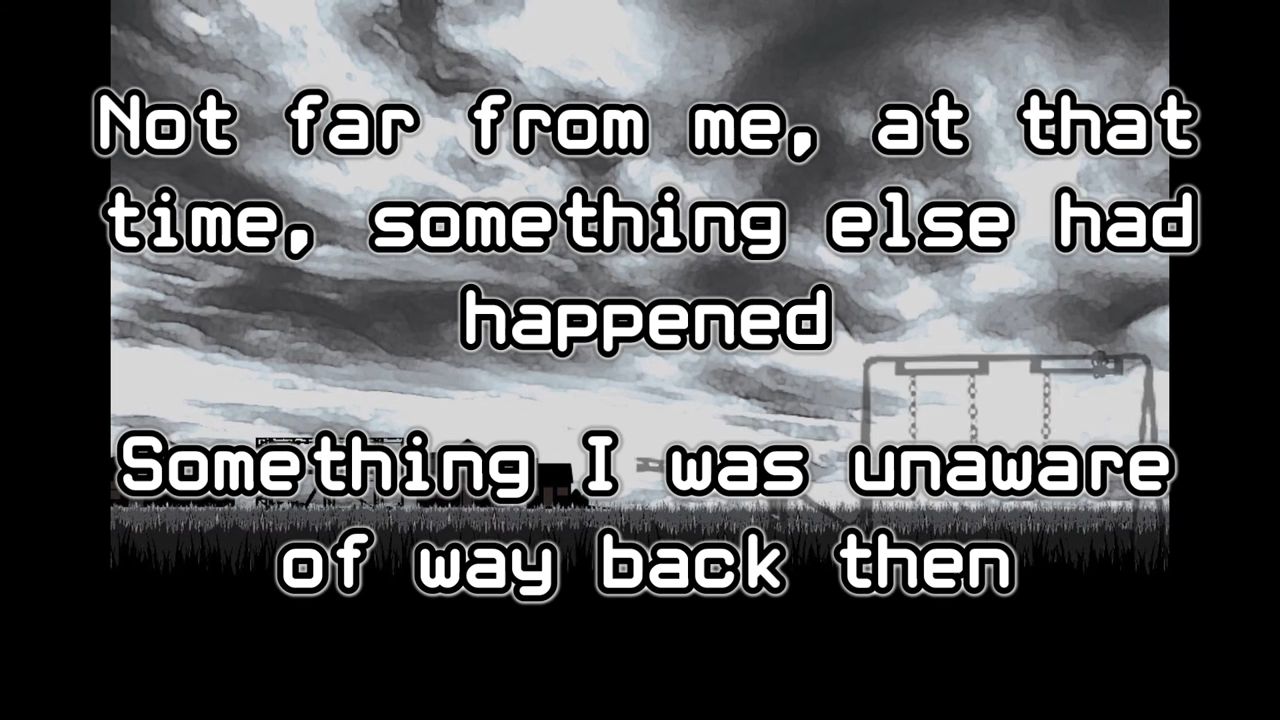 Not far from me, at that
time, something else had
happened
Something I was unaware
of way back then